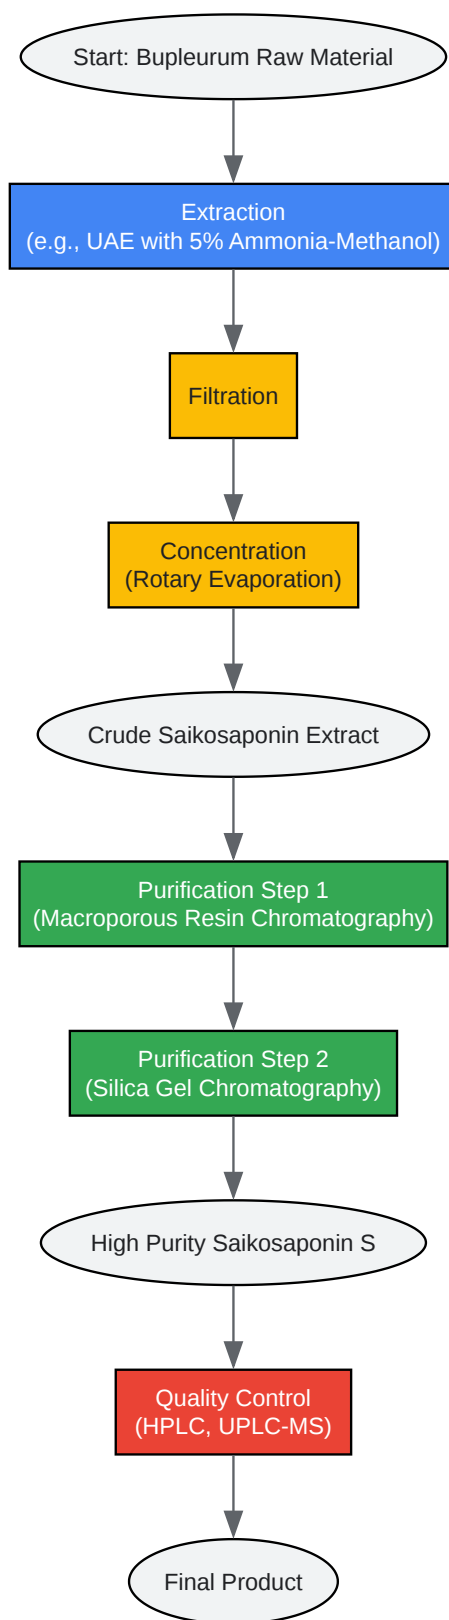 Start: Bupleurum Raw Material
Extraction
(e.g., UAE with 5% Ammonia-Methanol)
Filtration
Concentration
(Rotary Evaporation)
Crude Saikosaponin Extract
Purification Step 1
(Macroporous Resin Chromatography)
Purification Step 2
(Silica Gel Chromatography)
High Purity Saikosaponin S
Quality Control
(HPLC, UPLC-MS)
Final Product